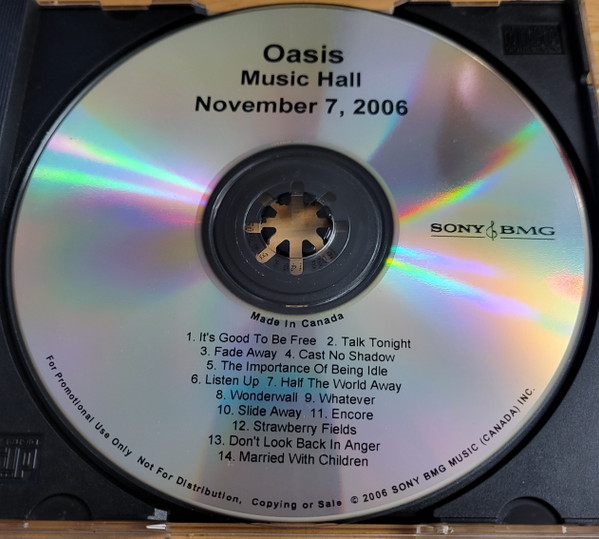 Oasis
Music Hall
November 7, 2006
SONY BMG
Made In Canada
1. It's Good To Be Free 2. Talk Tonight
3. Fade Away 4. Cast No Shadow
5. The Importance Of Being Idle
6. Listen Up 7. Half The World Away
8. Wonderwall 9. Whatever
10. Slide Away 11. Encore
12. Strawberry Fields
13. Don't Look Back In Anger
14. Married With Children
For Promotional Use Only Not For Distribution, Copying or Sale © 2006 SONY BMG MUSIC (CANADA) INC.